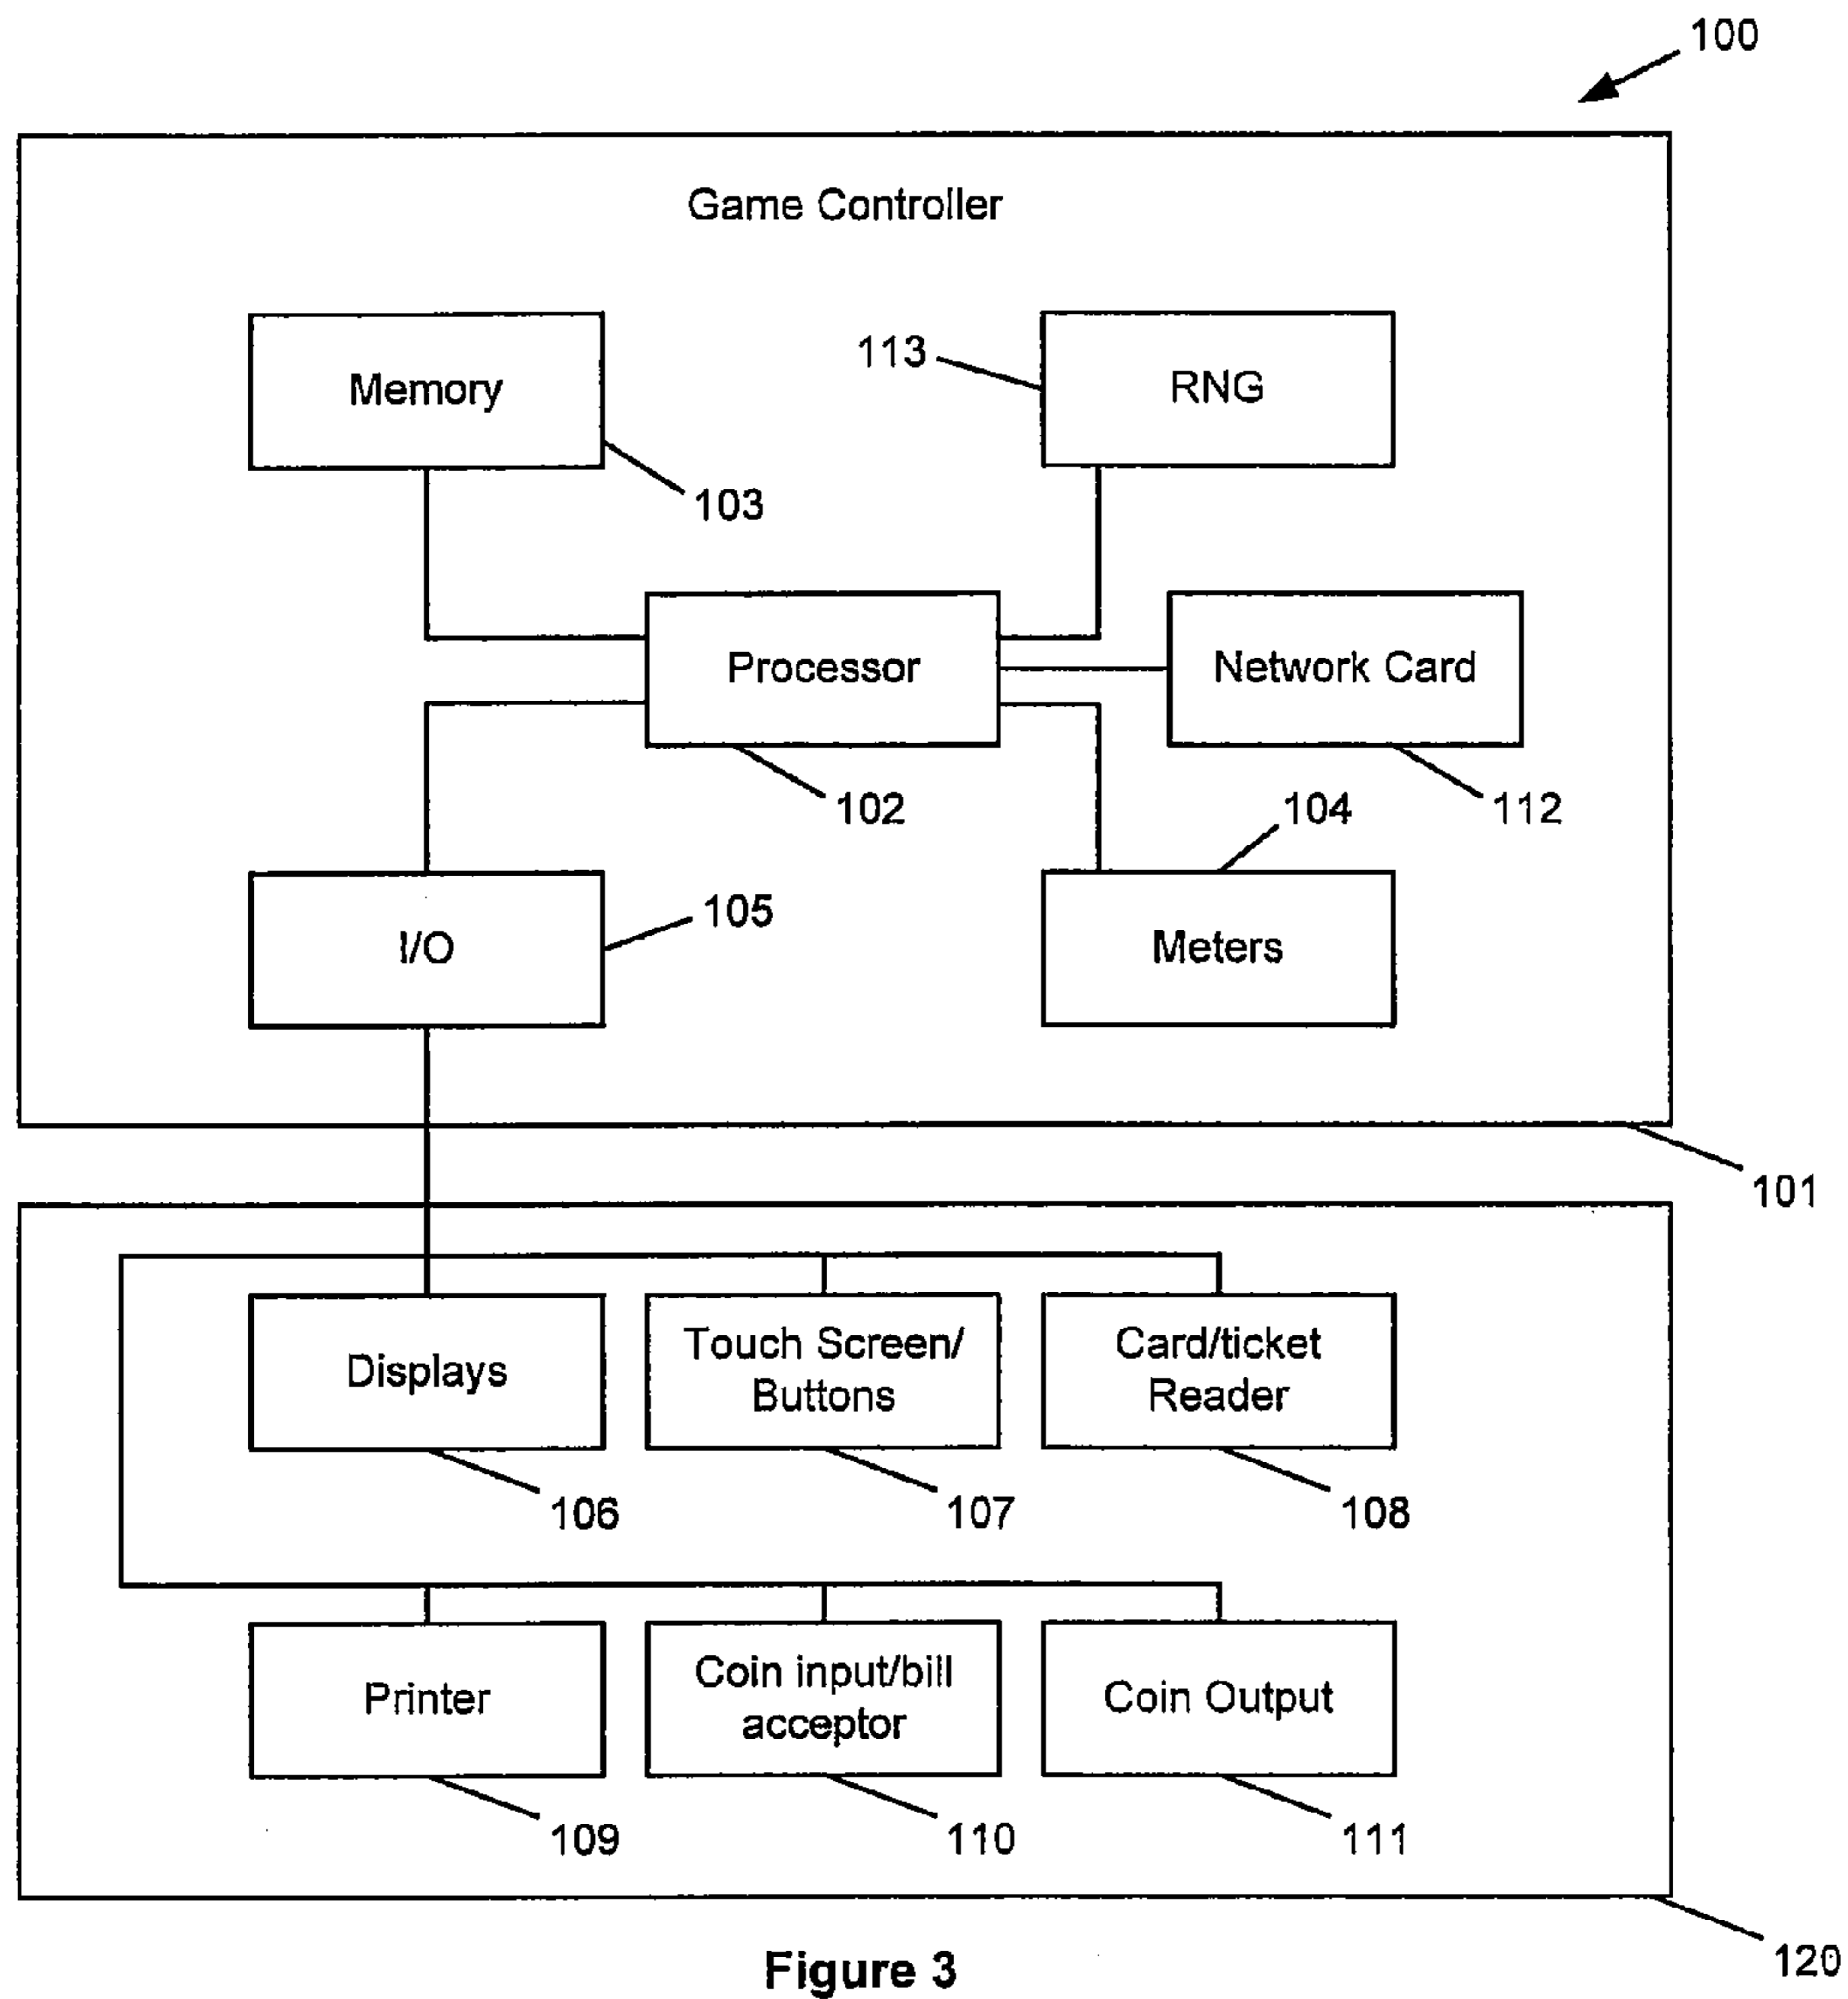 100
Game Controller
Memory
113
RNG
103
Processor
Network Card
102
104
112
I/O
105
Meters
101
Displays
Touch Screen/
Buttons
Card/ticket
Reader
106
107
108
Printer
Coin input/bill
acceptor
Coin Output
109
110
111
120
Figure 3